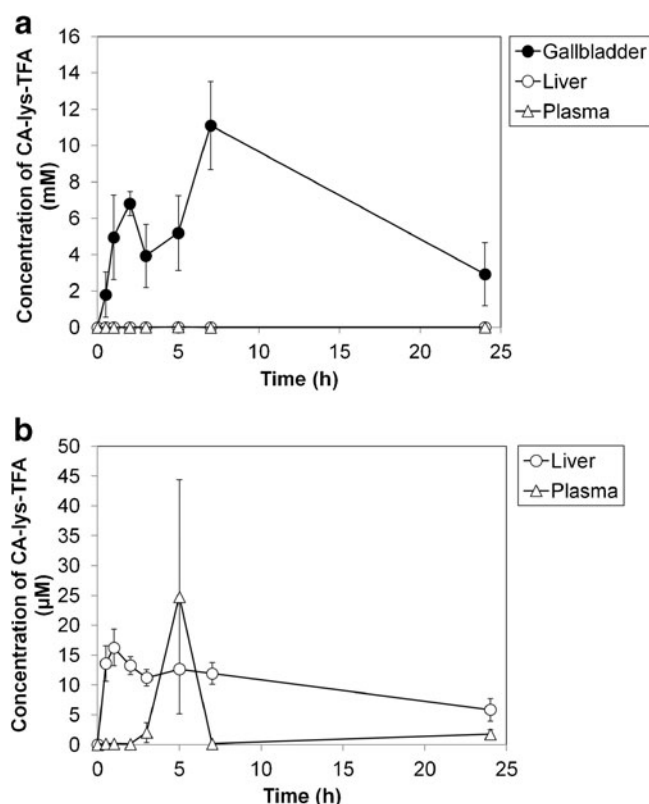 a
Concentration of CA-lys-TFA
(mM)
16
14
12
10
8
6
4
2
0
0 5 10 15 20 25
Time (h)
Gallbladder
Liver
Plasma
b
Concentration of CA-lys-TFA
(µM)
50
45
40
35
30
25
20
15
10
5
0
0 5 10 15 20 25
Time (h)
Liver
Plasma